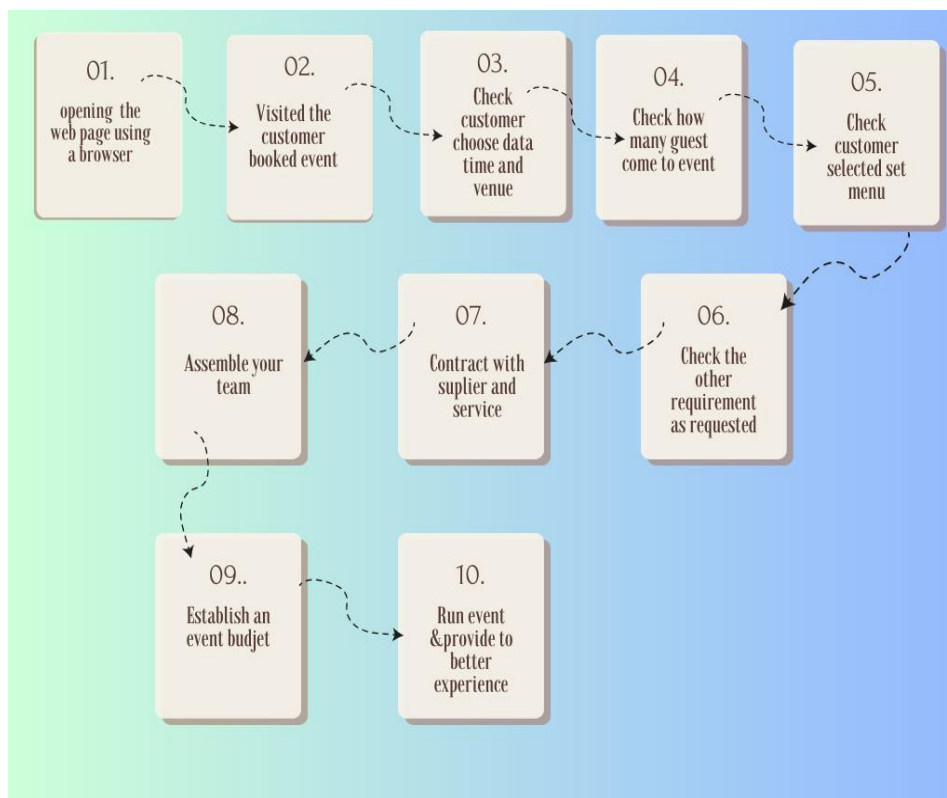 01.
opening the
web page using
a browser
02.
Visited the
customer
booked event
03.
Check
customer
choose data
time and
venue
04.
Check how
many guest
come to event
05.
Check
customer
selected set
menu
06.
Check the
other
requirement
as requested
07.
Contract with
suplier and
service
08.
Assemble your
team
09..
Establish an
event budjet
10.
Run event
&provide to
better
experience